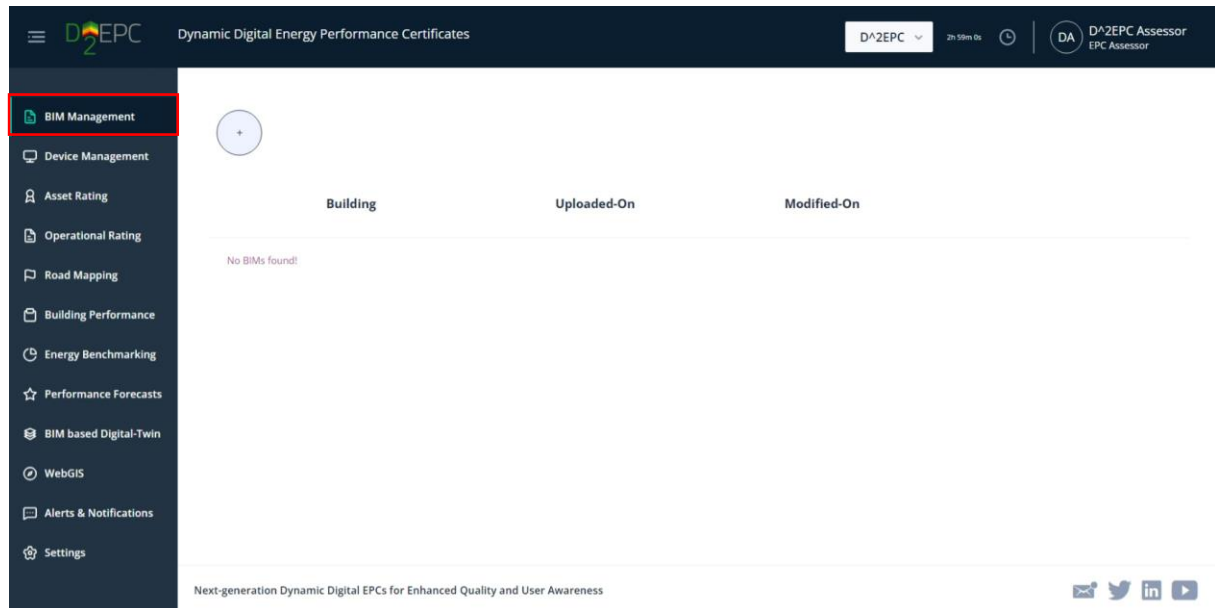 D2EPC
Dynamic Digital Energy Performance Certificates
D^2EPC
2h 59m 0s
DA
D^2EPC Assessor
EPC Assessor
BIM Management
Device Management
Asset Rating
Operational Rating
Road Mapping
Building Performance
Energy Benchmarking
Performance Forecasts
BIM based Digital-Twin
WebGIS
Alerts & Notifications
Settings
+
Building Uploaded-On Modified-On
No BIMs found!
Next-generation Dynamic Digital EPCs for Enhanced Quality and User Awareness
in